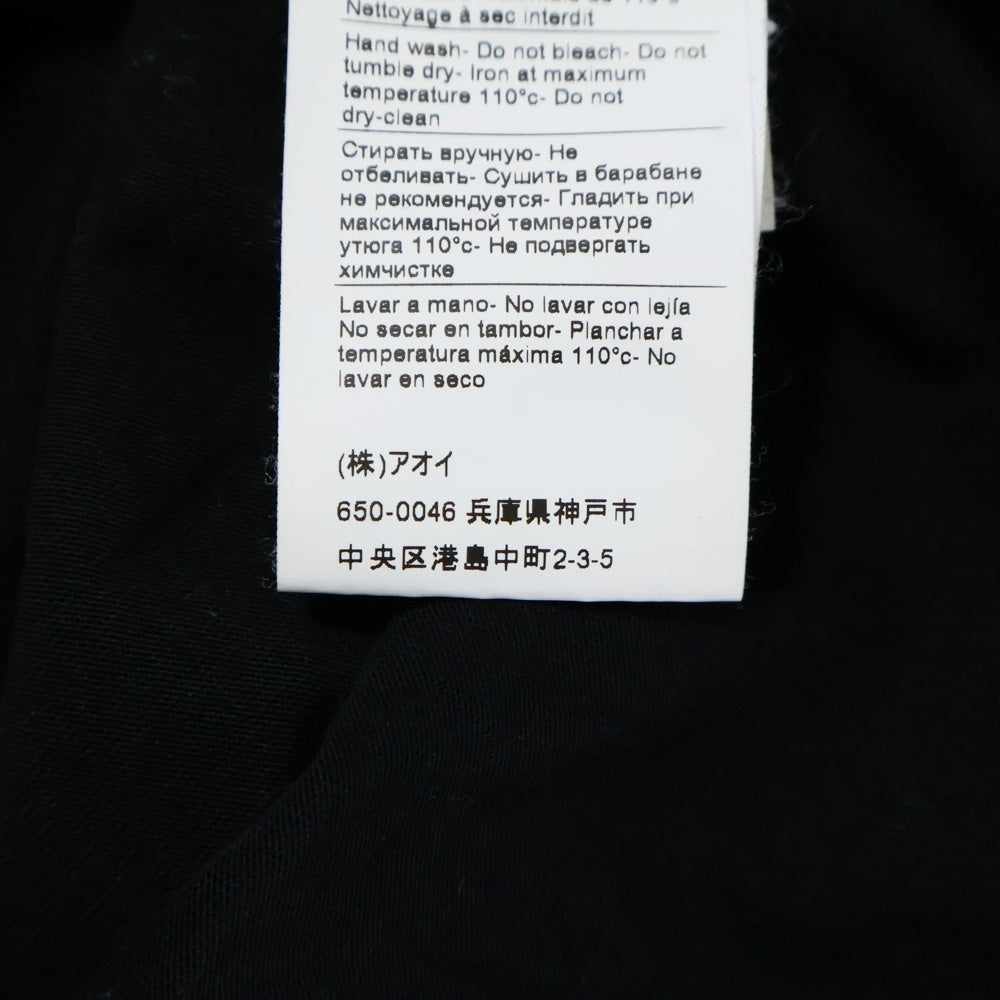 Nettoyage à sec interdit
Hand wash- Do not bleach- Do not
tumble dry- Iron at maximum
temperature 110°c- Do not
dry-clean
Стирать вручную- Не
отбеливать- Сушить в барабане
не рекомендуется- Гладить при
максимальной температуре
утюга 110°c- Не подвергать
химчистке
Lavar a mano- No lavar con lejía
No secar en tambor- Planchar a
temperatura máxima 110°c- No
lavar en seco
(株)アオイ
650-0046 兵庫県神戸市
中央区港島中町2-3-5